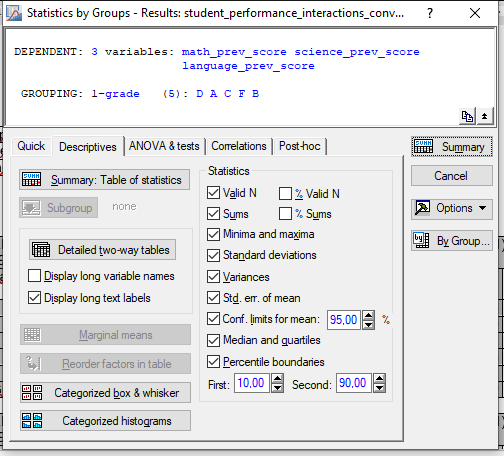 Statistics by Groups - Results: student_performance_interactions_conv...
DEPENDENT: 3 variables: math_prev_score science_prev_score
language_prev_score
GROUPING: 1-grade (5): D A C F B
Quick
Descriptives
ANOVA & tests
Correlations
Post-hoc
Summary
Cancel
Options
By Group...
Summary: Table of statistics
Subgroup none
Detailed two-way tables
Display long variable names
Display long text labels
Marginal means
Reorder factors in table
Categorized box & whisker
Categorized histograms
Statistics
Valid N % Valid N
Sums % Sums
Minima and maxima
Standard deviations
Variances
Std. err. of mean
Conf. limits for mean: 95,00 %
Median and quartiles
Percentile boundaries
First: 10,00 Second: 90,00